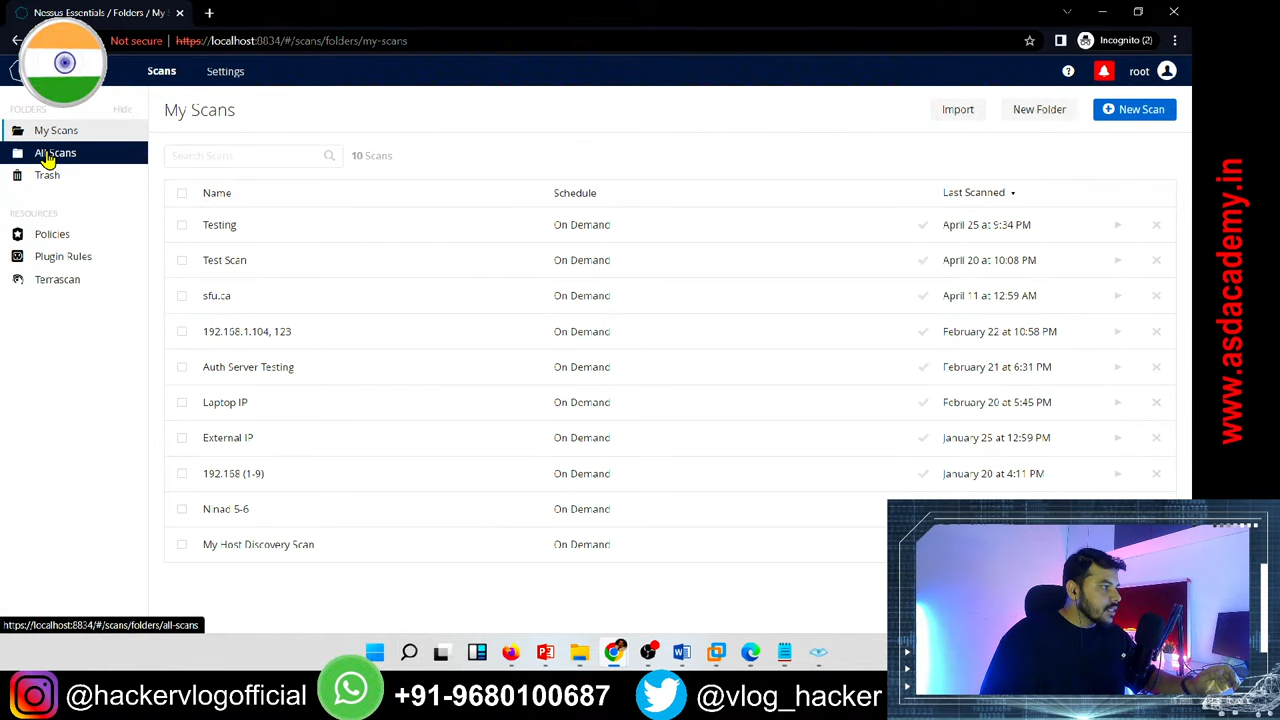 Nessus Essentials / Folders / My S
Not secure
https://localhost:8834/#/scans/folders/my-scans
Incognito (2)
Scans
Settings
root
FOLDERS
Hide
My Scans
All Scans
Trash
RESOURCES
Policies
Plugin Rules
Terrascan
My Scans
Import
New Folder
New Scan
Search Scans
10 Scans
Name Schedule Last Scanned
Testing On Demand April 25 at 9:34 PM
Test Scan On Demand April 20 at 10:08 PM
sfu.ca On Demand April 11 at 12:59 AM
192.168.1.104, 123 On Demand February 22 at 10:58 PM
Auth Server Testing On Demand February 21 at 6:31 PM
Laptop IP On Demand February 20 at 5:45 PM
External IP On Demand January 25 at 12:59 PM
192.168 (1-9) On Demand January 20 at 4:11 PM
Nmap 5-6 On Demand
My Host Discovery Scan On Demand
https://localhost:8834/#/scans/folders/all-scans
www.asdacademy.in
@hackervlogofficial
+91-9680100687
@vlog_hacker